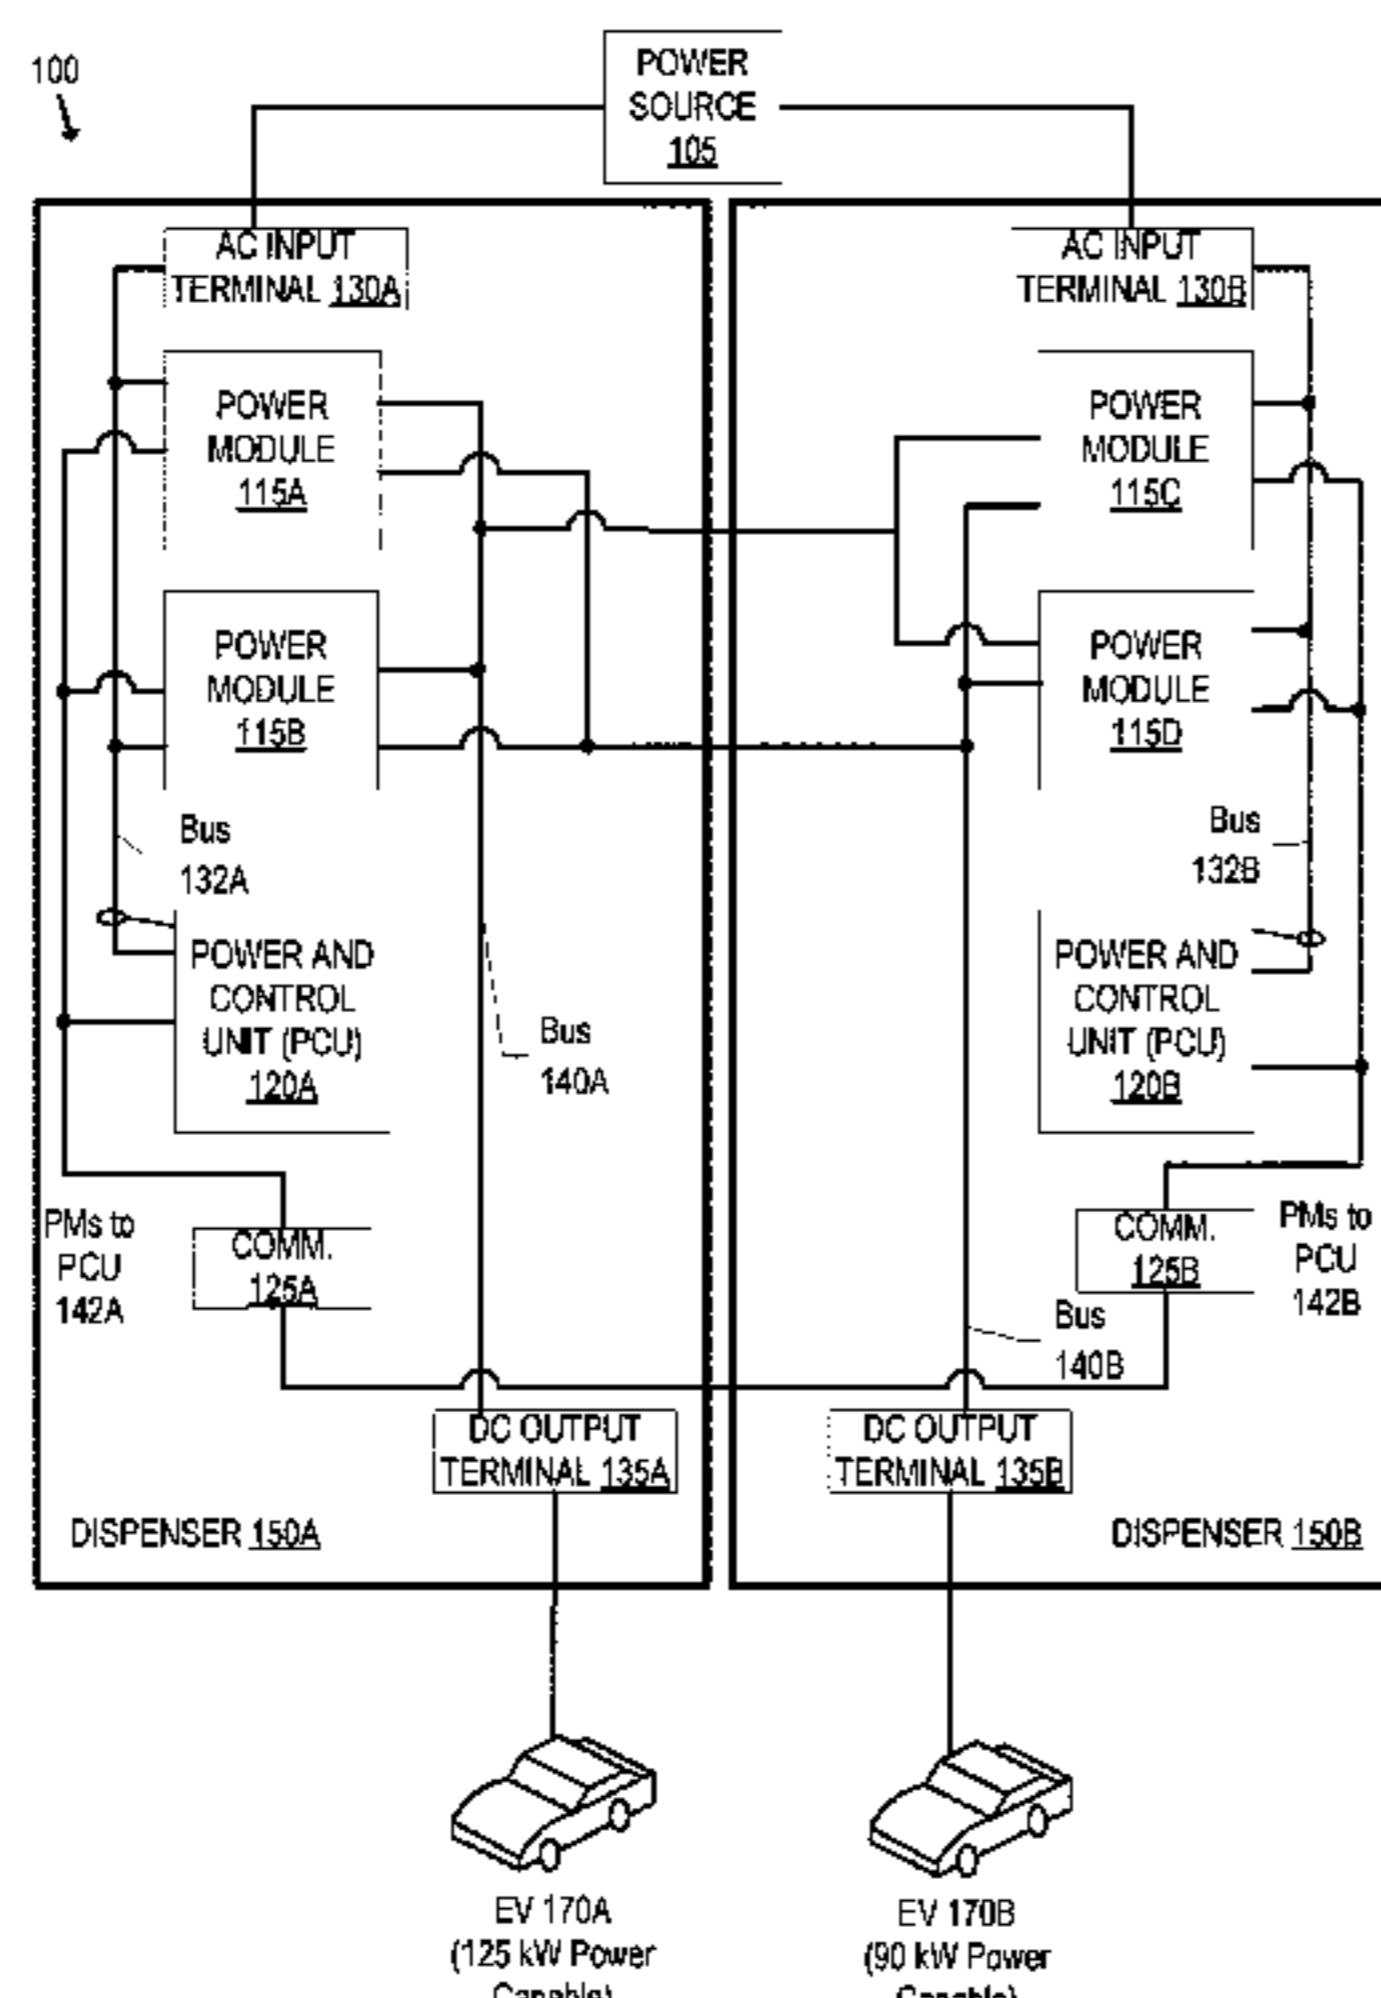 100
POWER
SOURCE
105
AC INPUT
TERMINAL 130A
AC INPUT
TERMINAL 130B
POWER
MODULE
115A
POWER
MODULE
115C
POWER
MODULE
115B
POWER
MODULE
115D
Bus
132A
Bus
132B
POWER AND
CONTROL
UNIT (PCU)
120A
POWER AND
CONTROL
UNIT (PCU)
120B
Bus
140A
PMs to
PCU
142A
COMM.
125A
COMM.
125B
PMs to
PCU
142B
Bus
140B
DC OUTPUT
TERMINAL 135A
DC OUTPUT
TERMINAL 135B
DISPENSER 150A
DISPENSER 150B
EV 170A
(125 kW Power
Capable)
EV 170B
(90 kW Power
Capable)